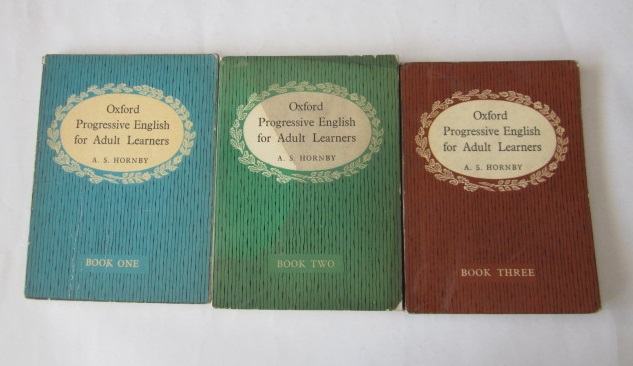 Oxford
Progressive English
for Adult Learners
A. S. HORNBY
BOOK ONE
Oxford
Progressive English
for Adult Learners
A. S. HORNBY
BOOK TWO
Oxford
Progressive English
for Adult Learners
A. S. HORNBY
BOOK THREE